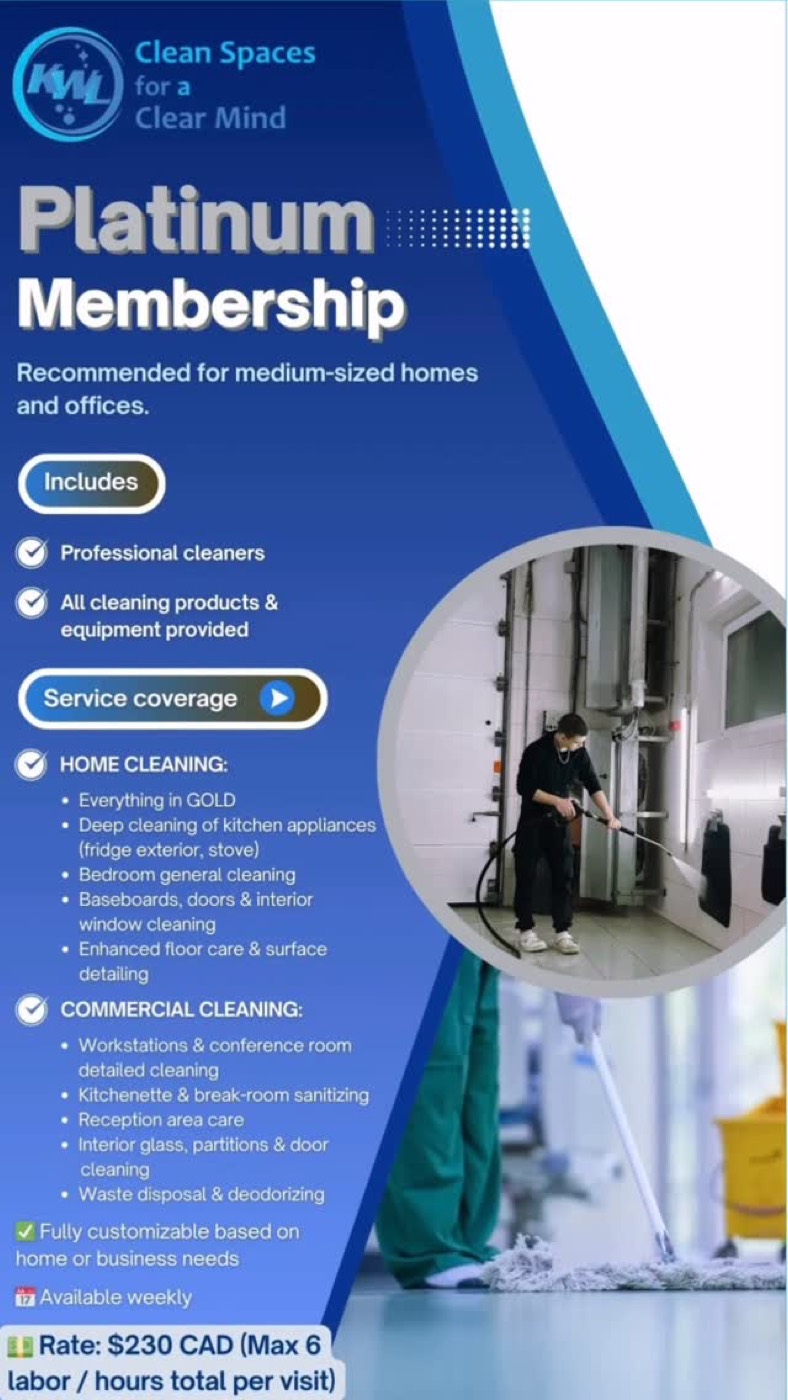 KWL
Clean Spaces
for a
Clear Mind
Platinum
Membership
Recommended for medium-sized homes
and offices.
Includes
Professional cleaners
All cleaning products &
equipment provided
Service coverage
HOME CLEANING:
• Everything in GOLD
• Deep cleaning of kitchen appliances
(fridge exterior, stove)
• Bedroom general cleaning
• Baseboards, doors & interior
window cleaning
• Enhanced floor care & surface
detailing
COMMERCIAL CLEANING:
• Workstations & conference room
detailed cleaning
• Kitchenette & break-room sanitizing
• Reception area care
• Interior glass, partitions & door
cleaning
• Waste disposal & deodorizing
✅ Fully customizable based on
home or business needs
📅 Available weekly
💵 Rate: $230 CAD (Max 6
labor / hours total per visit)